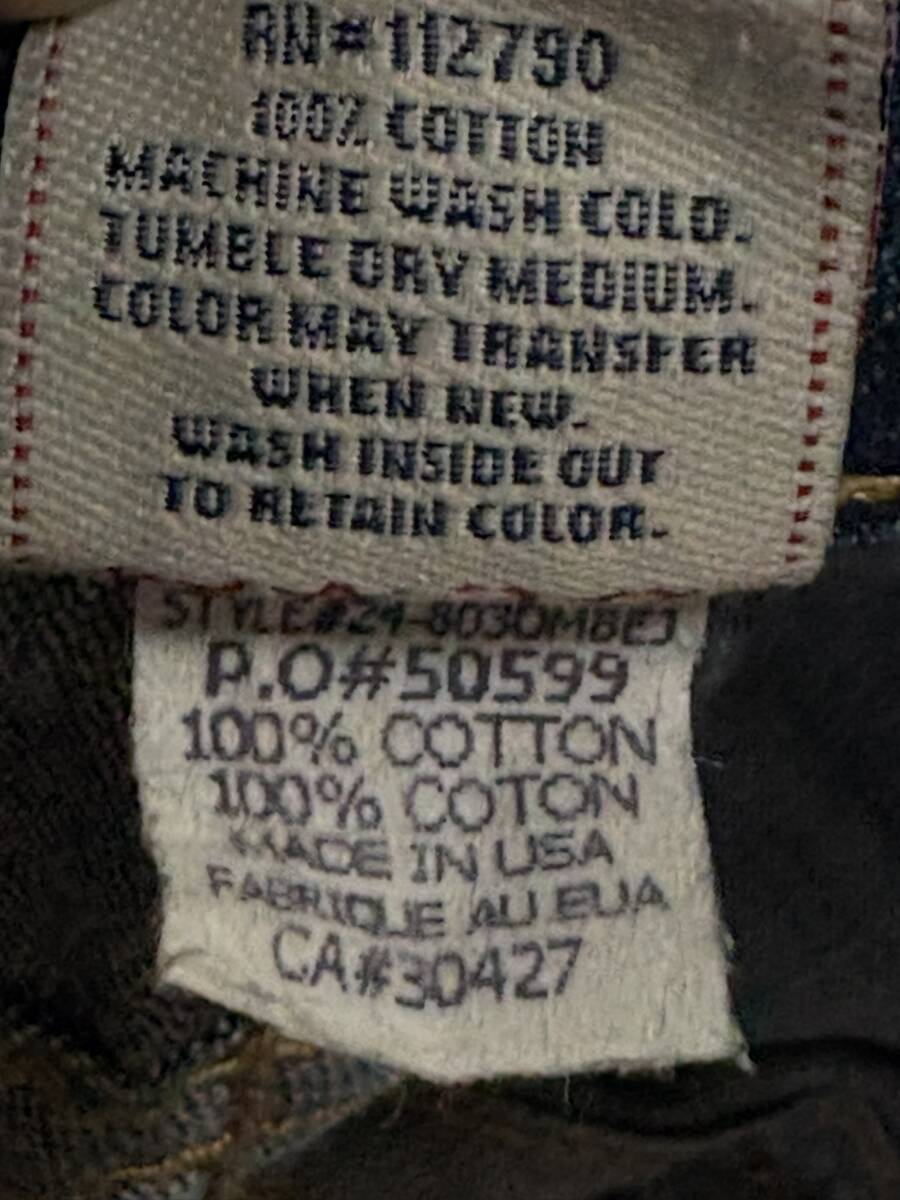 RN#112790
100% COTTON
MACHINE WASH COLD.
TUMBLE DRY MEDIUM.
COLOR MAY TRANSFER
WHEN NEW.
WASH INSIDE OUT
TO RETAIN COLOR.
P.O#50599
100% COTTON
100% COTON
MADE IN USA
FABRIQUE AU EUA
CA#30427